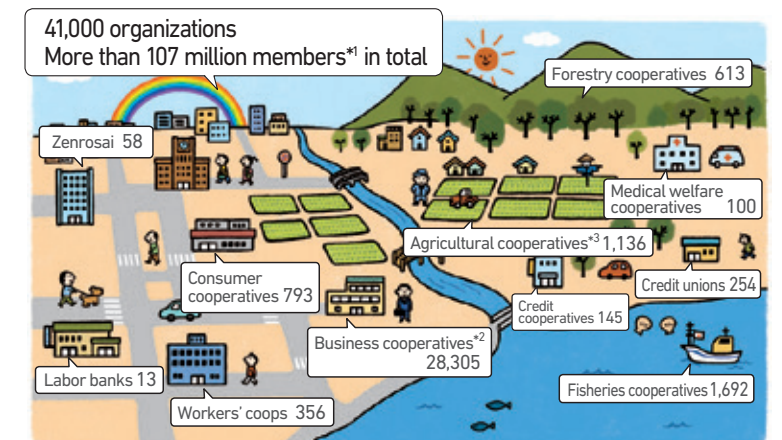 41,000 organizations
More than 107 million members*1 in total
Forestry cooperatives 613
Zenrosai 58
Medical welfare
cooperatives 100
Agricultural cooperatives*3 1,136
Consumer
cooperatives 793
Credit unions 254
Credit
cooperatives 145
Business cooperatives*2
28,305
Labor banks 13
Fisheries cooperatives 1,692
Workers' coops 356